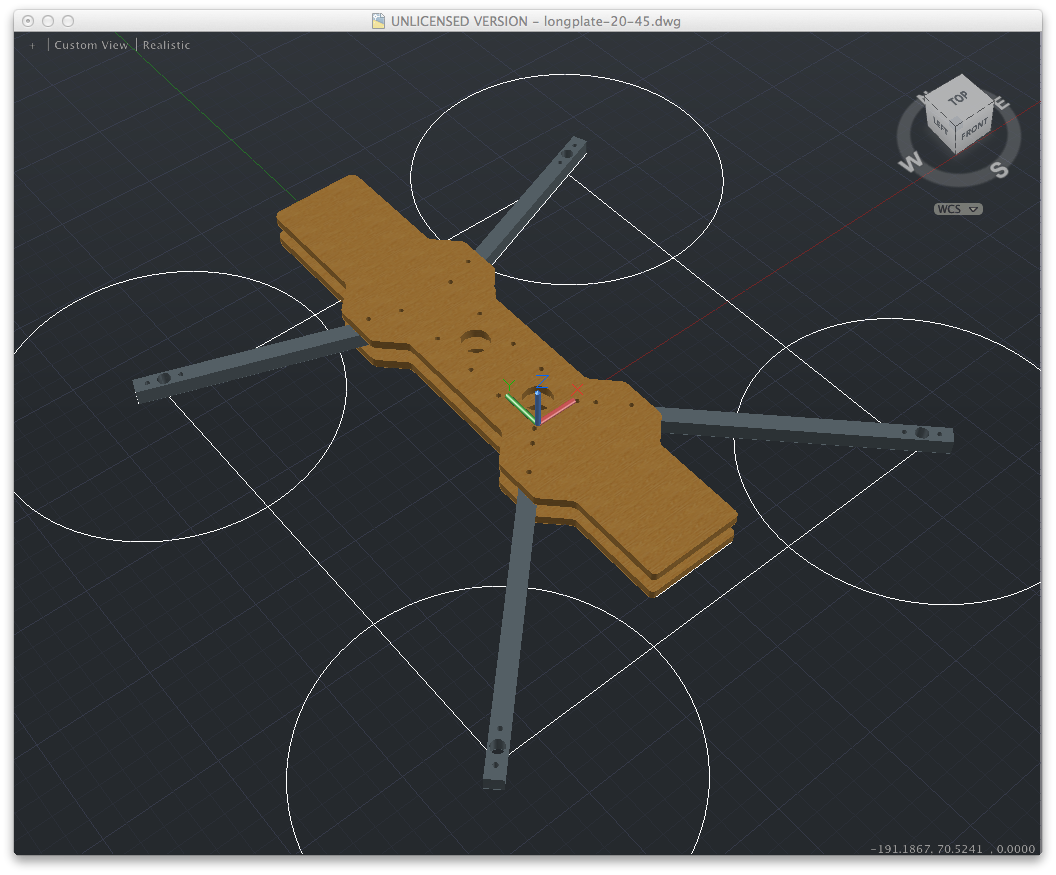 UNLICENSED VERSION - longplate-20-45.dwg
+ | Custom View | Realistic
N E
TOP
LEFT FRONT
W S
WCS
Z
Y X
-191.1867, 70.5241 , 0.0000